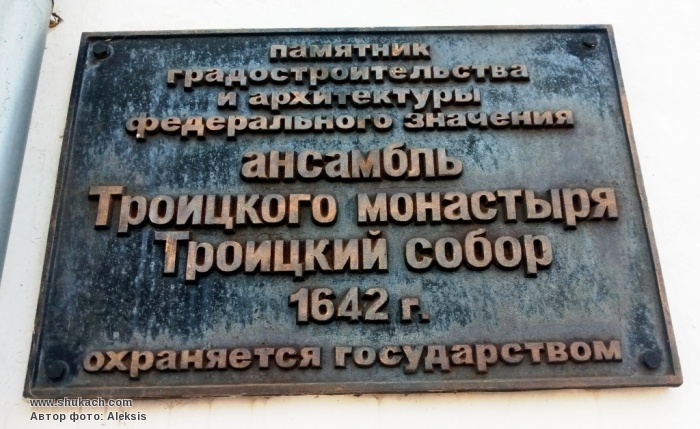 памятник
градостроительства
и архитектуры
федерального значения
ансамбль
Троицкого монастыря
Троицкий собор
1642 г.
охраняется государством
www.shukach.com
Автор фото: Aleksis